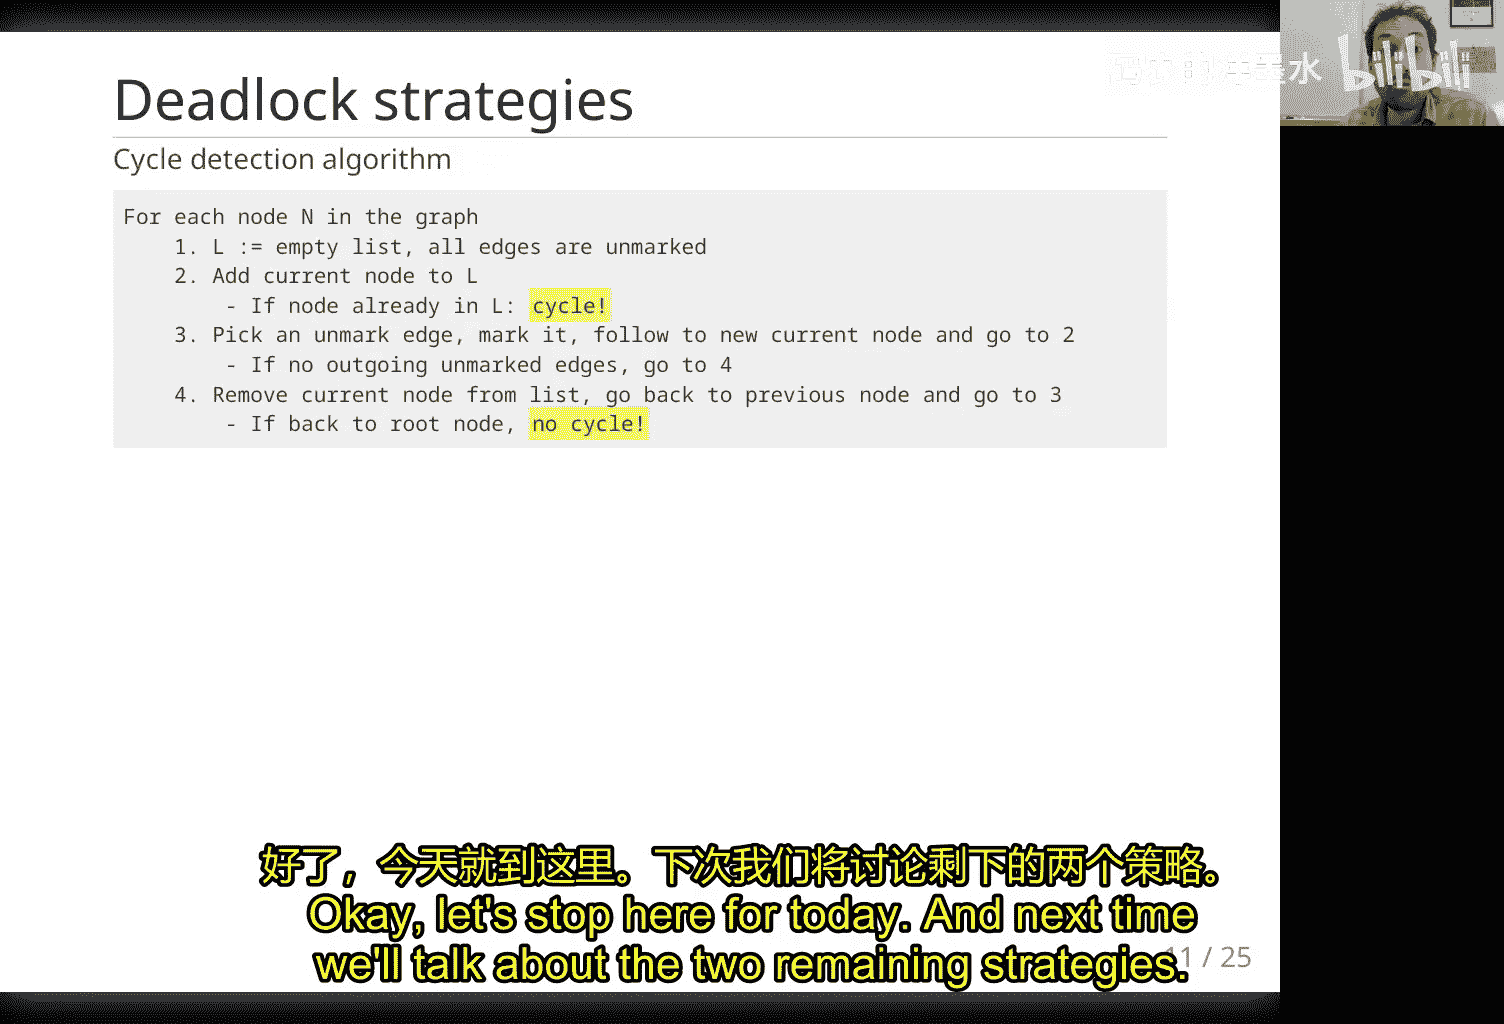 Deadlock strategies
Cycle detection algorithm
For each node N in the graph
1. L := empty list, all edges are unmarked
2. Add current node to L
- If node already in L: cycle!
3. Pick an unmark edge, mark it, follow to new current node and go to 2
- If no outgoing unmarked edges, go to 4
4. Remove current node from list, go back to previous node and go to 3
- If back to root node, no cycle!
好了，今天就到这里。下次我们将讨论剩下的两个策略。
Okay, let's stop here for today. And next time
we'll talk about the two remaining strategies.
11 / 25
水 bilibili